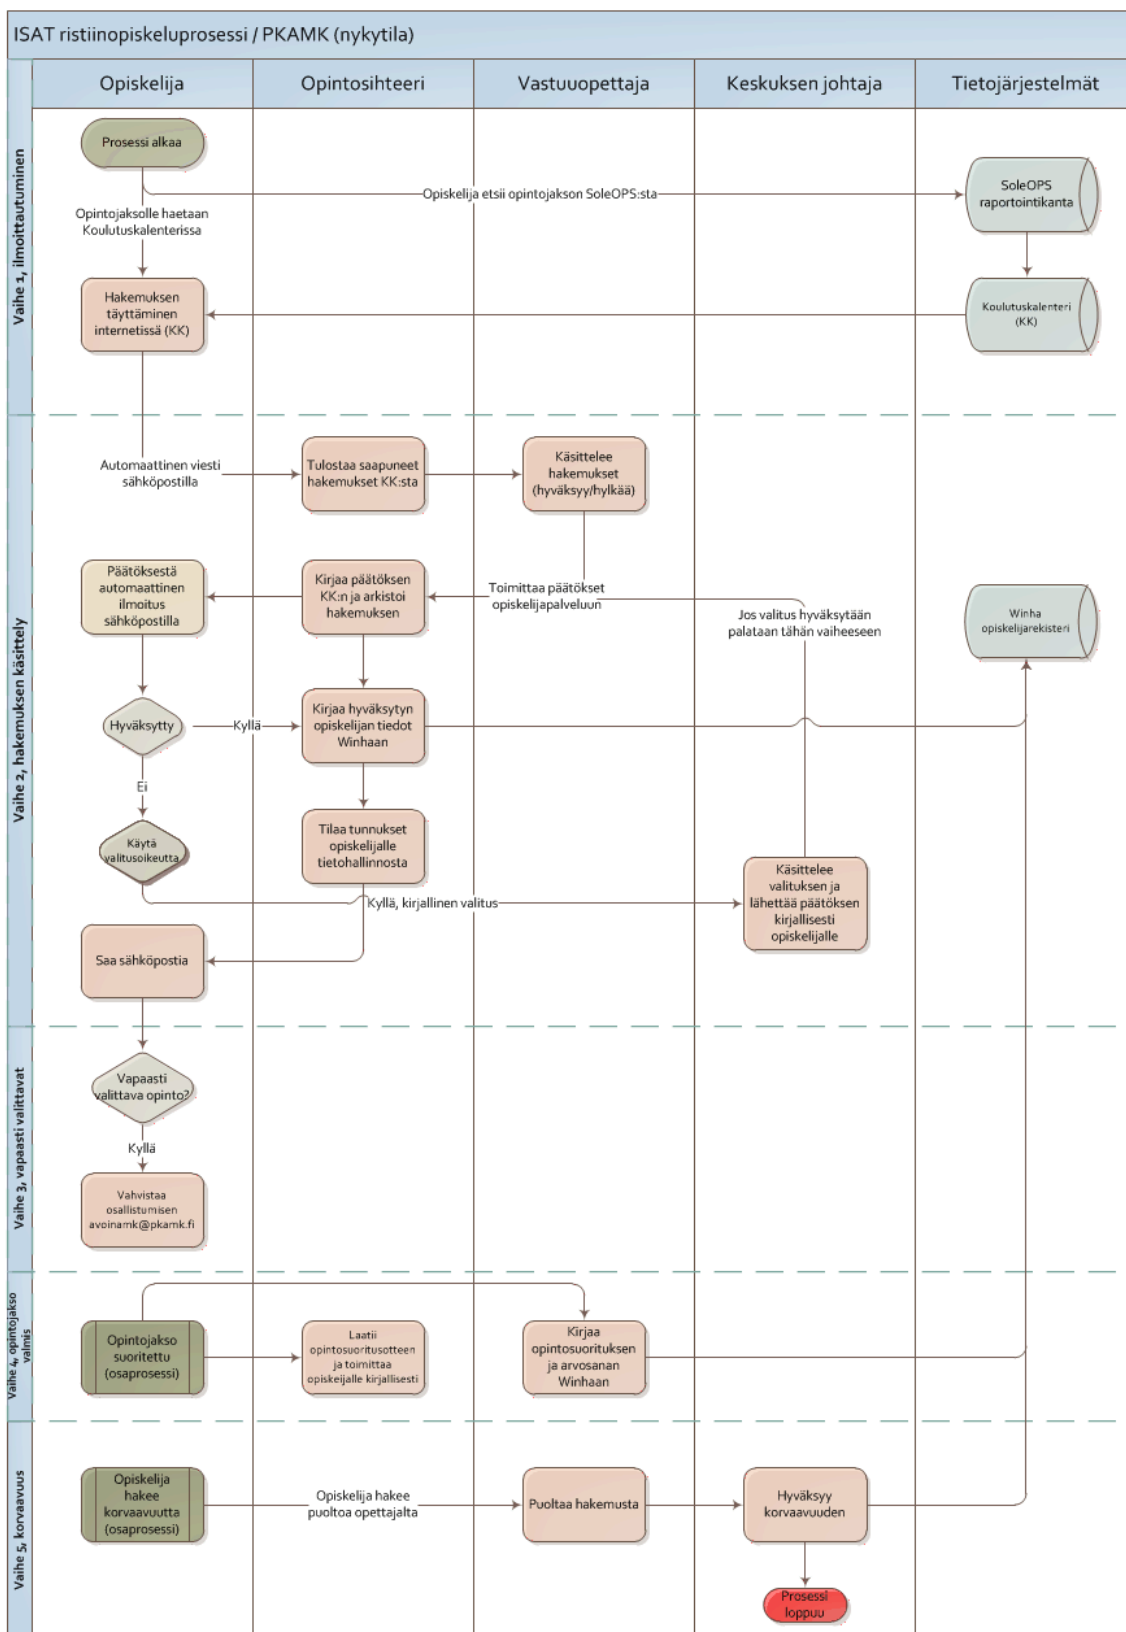 ISAT ristiinopiskeluprosessi / PKAMK (nykytila)
Opiskelija
Opintosihteeri
Vastuuopettaja
Keskuksen johtaja
Tietojärjestelmät
Vaihe 1, ilmoittautuminen
Prosessi alkaa
Opiskelija etsii opintojakson SoleOPS:sta
SoleOPS
raportointikanta
Opintojaksolle haetaan
Koulutuskalenterissa
Hakemuksen
täyttäminen
internetissä (KK)
Koulutuskalenteri
(KK)
Vaihe 2, hakemuksen käsittely
Automaattinen viesti
sähköpostilla
Tulostaa saapuneet
hakemukset KK:sta
Käsittelee
hakemukset
(hyväksyy/hylkää)
Päätöksestä
automaattinen
ilmoitus
sähköpostilla
Kirjaa päätöksen
KK:n ja arkistoi
hakemuksen
Toimittaa päätökset
opiskelijapalveluun
Jos valitus hyväksytään
palataan tähän vaiheeseen
Winha
opiskelijarekisteri
Hyväksytty
Kyllä
Kirjaa hyväksytyn
opiskelijan tiedot
Winhaan
Ei
Käytä
valitusoikeutta
Tilaa tunnukset
opiskelijalle
tietohallinnosta
Kyllä, kirjallinen valitus
Käsittelee
valituksen ja
lähettää päätöksen
kirjallisesti
opiskelijalle
Saa sähköpostia
Vaihe 3, vapaasti valittavat
Vapaasti
valittava opinto?
Kyllä
Vahvistaa
osallistumisen
avoinamk@pkamk.fi
Vaihe 4, opintojakso
valmis
Opintojakso
suoritettu
(osaprosessi)
Laatii
opintosuoritusotteen
ja toimittaa
opiskeijalle kirjallisesti
Kirjaa
opintosuorituksen
ja arvosanan
Winhaan
Vaihe 5, korvaavuus
Opiskelija
hakee
korvaavuutta
(osaprosessi)
Opiskelija hakee
puoltoa opettajalta
Puoltaa hakemusta
Hyväksyy
korvaavuuden
Prosessi
loppuu